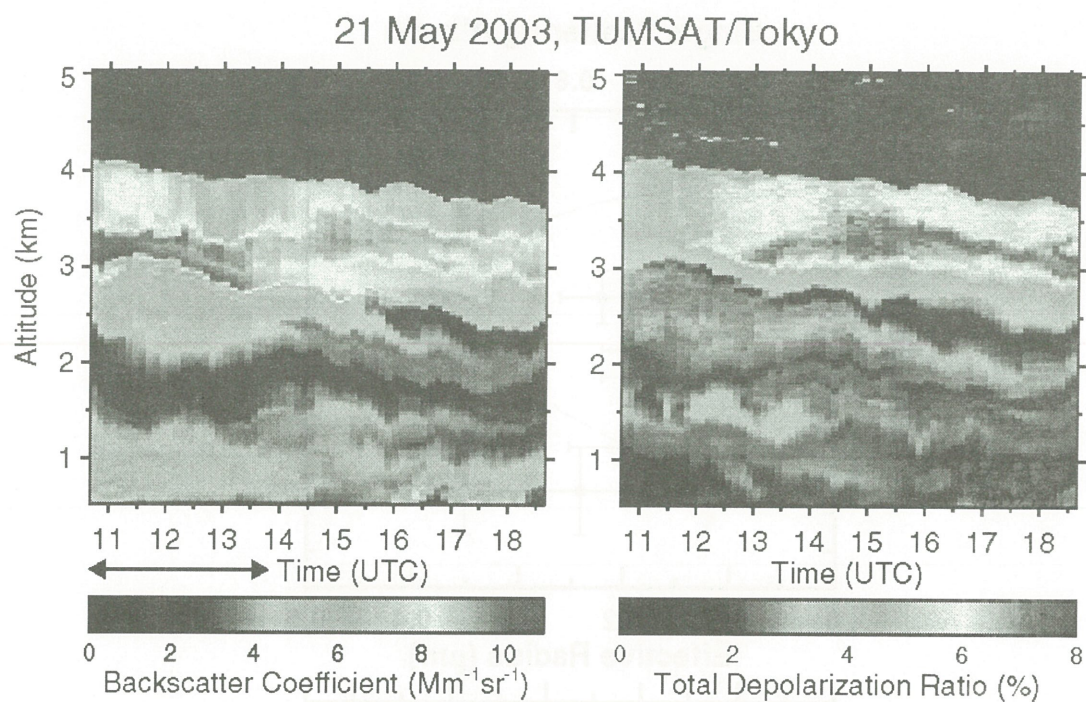 21 May 2003, TUMSAT/Tokyo
5
4
3
2
1
Altitude (km)
11 12 13 14 15 16 17 18
Time (UTC)
0 2 4 6 8 10
Backscatter Coefficient (Mm⁻¹sr⁻¹)
5
4
3
2
1
11 12 13 14 15 16 17 18
Time (UTC)
0 2 4 6 8
Total Depolarization Ratio (%)